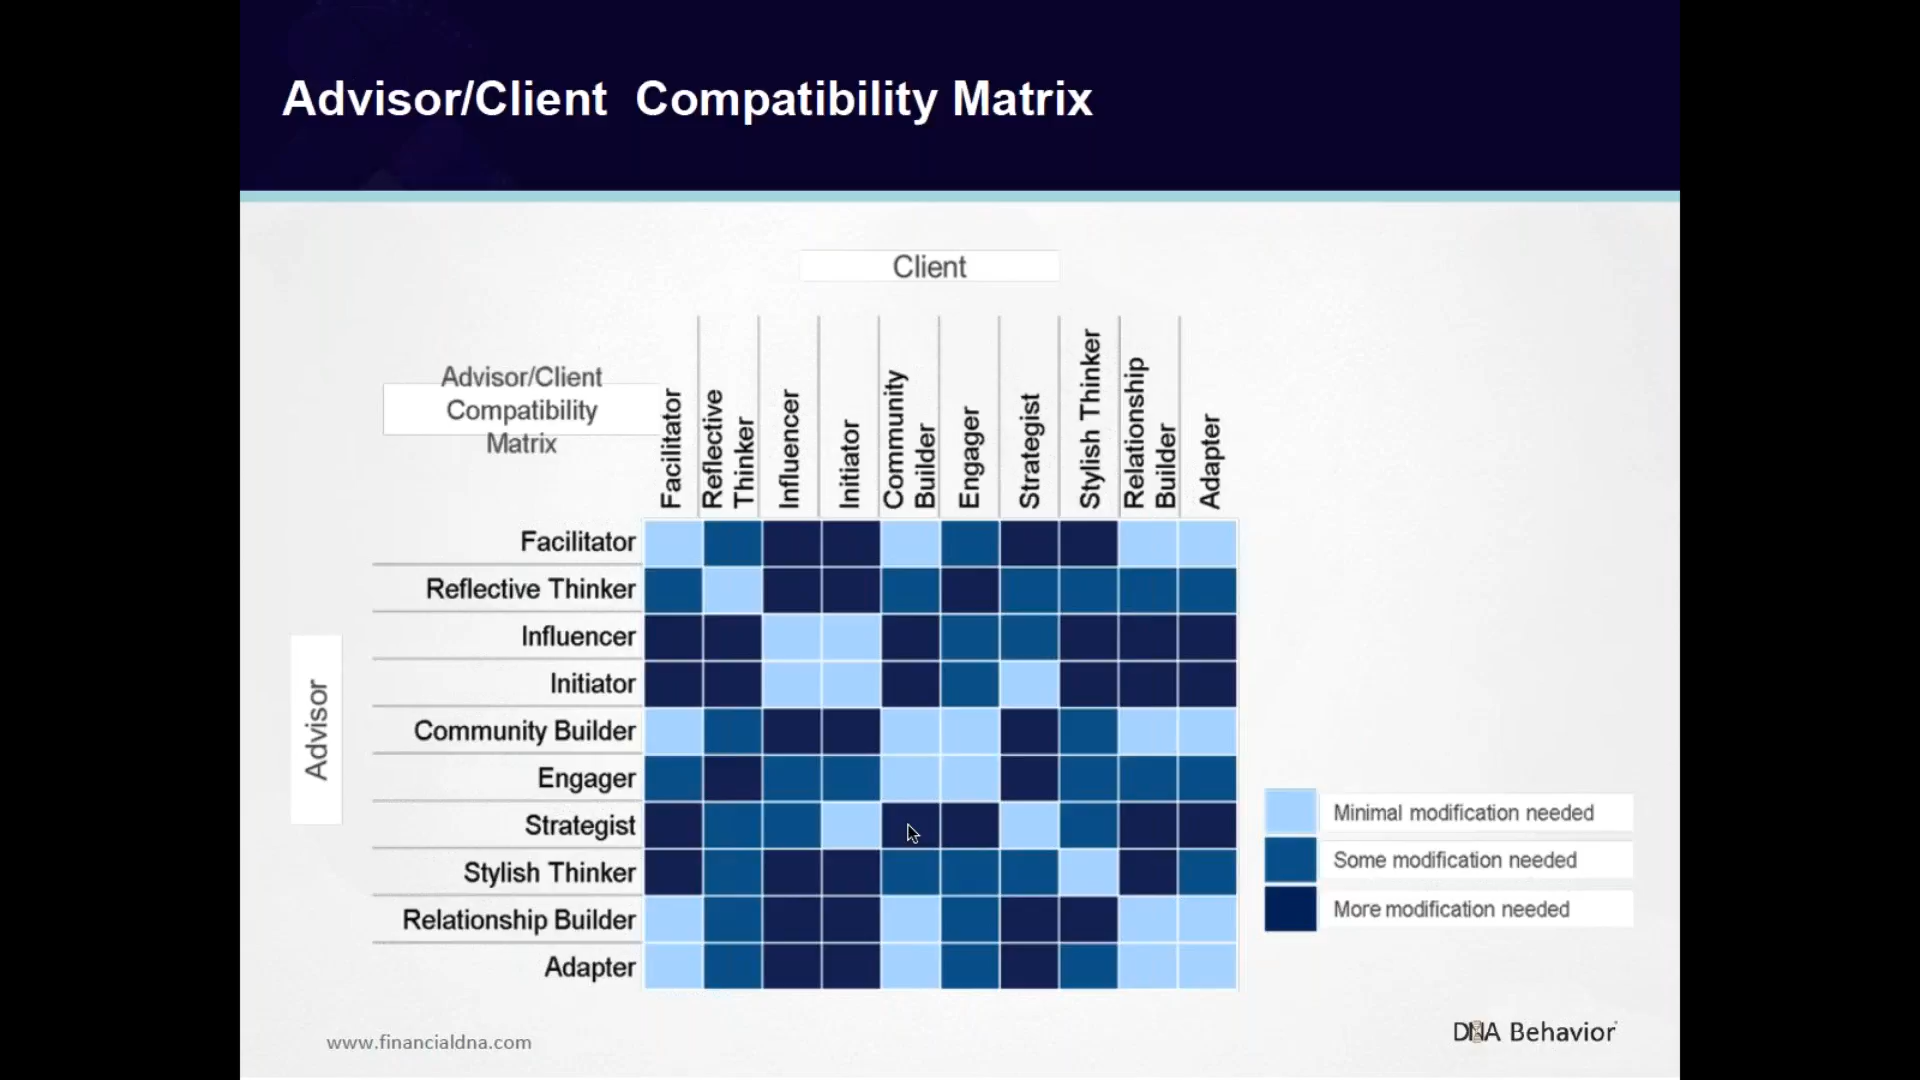 Advisor/Client Compatibility Matrix
Client
Advisor/Client
Compatibility
Matrix
Facilitator
Reflective
Thinker
Influencer
Initiator
Community
Builder
Engager
Strategist
Stylish Thinker
Relationship
Builder
Adapter
Advisor
Facilitator
Reflective Thinker
Influencer
Initiator
Community Builder
Engager
Strategist
Stylish Thinker
Relationship Builder
Adapter
Minimal modification needed
Some modification needed
More modification needed
www.financialdna.com
DNA Behavior